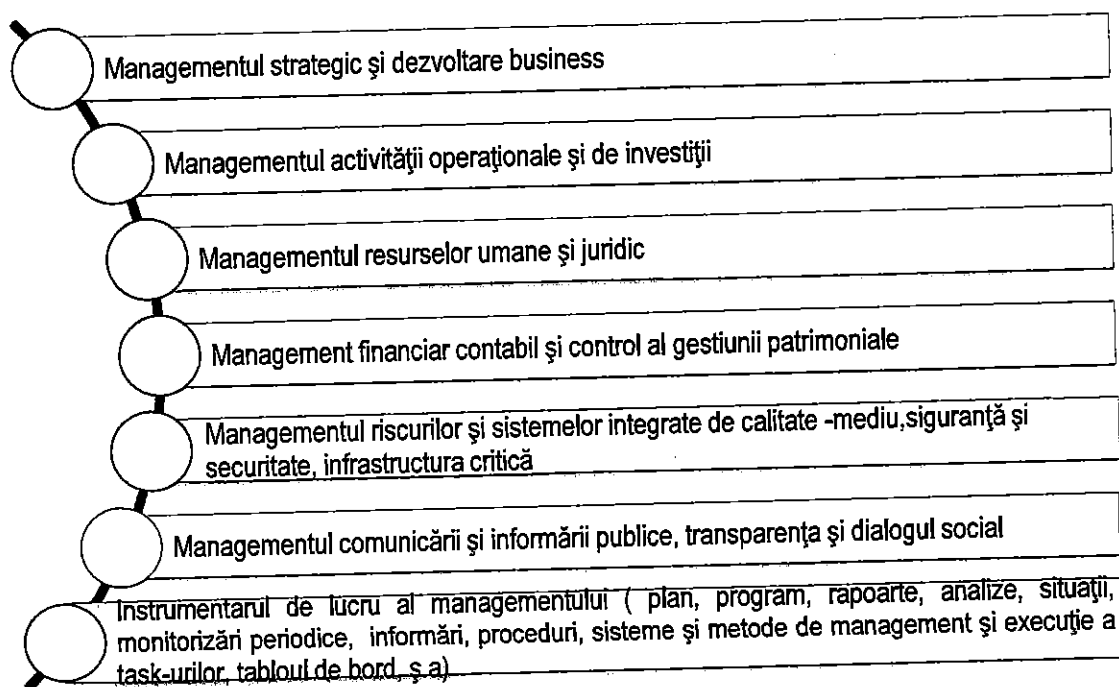 Managementul strategic şi dezvoltare business
Managementul activităţii operaţionale şi de investiţii
Managementul resurselor umane şi juridic
Management financiar contabil şi control al gestiunii patrimoniale
Managementul riscurilor şi sistemelor integrate de calitate -mediu,siguranţă şi
securitate, infrastructura critică
Managementul comunicării şi informării publice, transparenţa şi dialogul social
Instrumentarul de lucru al managementului ( plan, program, rapoarte, analize, situaţii,
monitorizări periodice, informări, proceduri, sisteme şi metode de management şi execuţie a
task-urilor, tabloul de bord, ş.a)